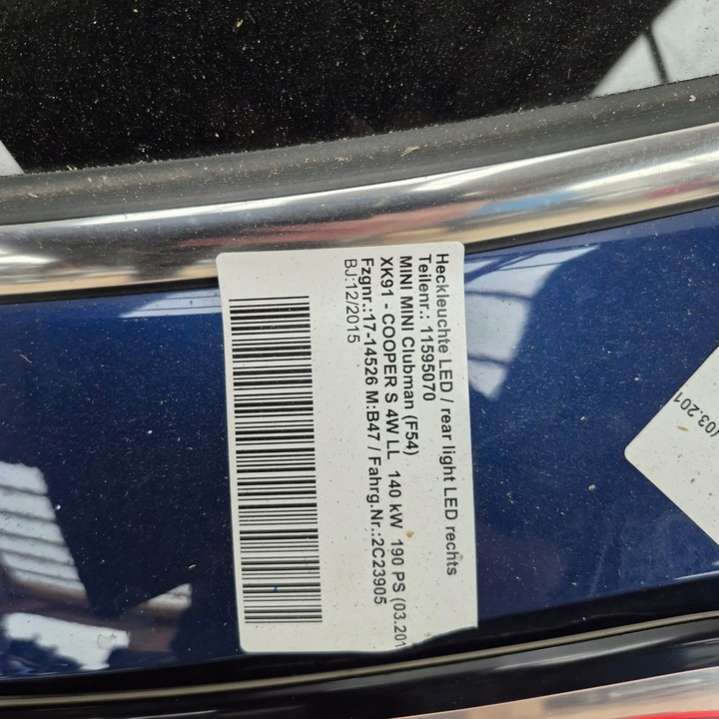 Heckleuchte LED / rear light LED rechts
Teilenr.: 11595070
MINI MINI Clubman (F54)
XK91 - COOPER S 4W LL 140 kW 190 PS (03.201
Fzgnr.:17-14526 M:B47 / Fahrg.Nr.:2C23905
BJ:12/2015
/03.201